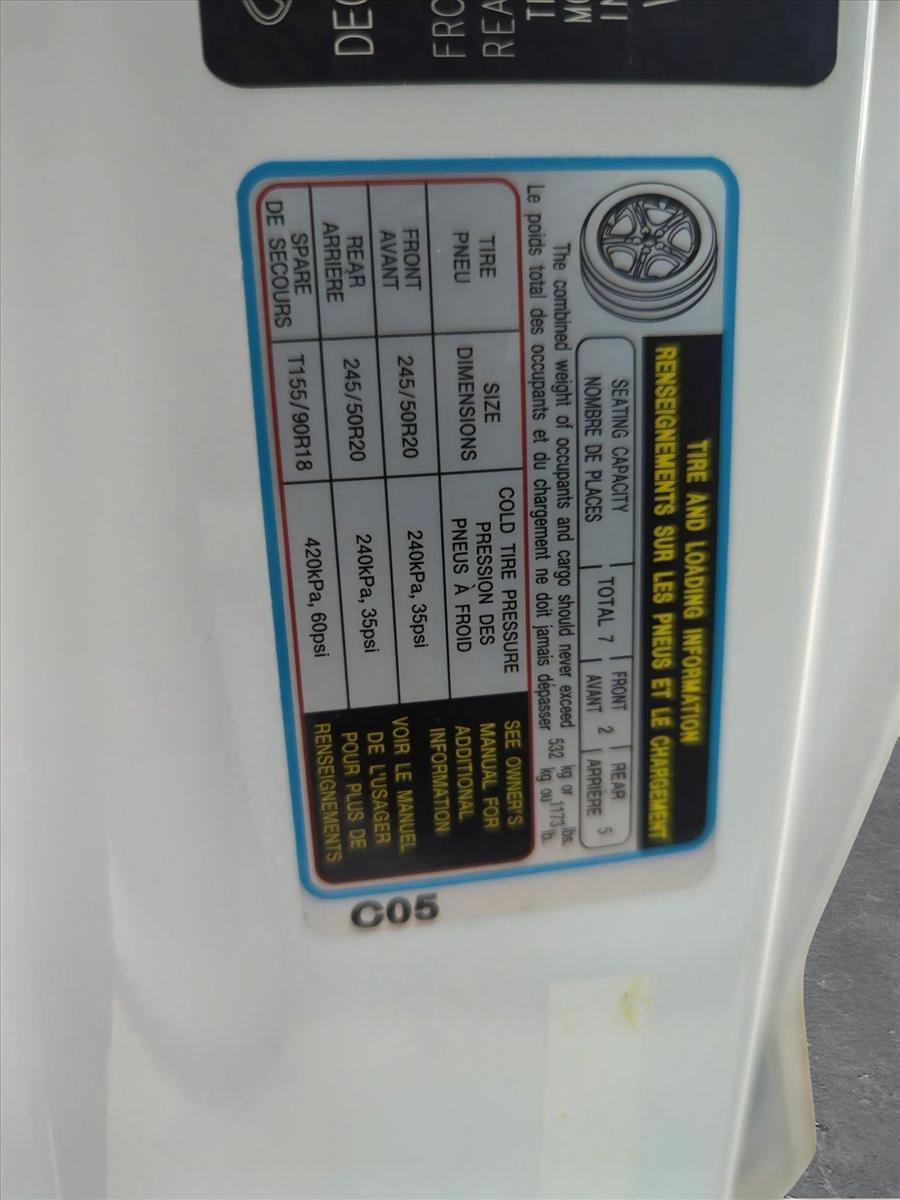 TIRE AND LOADING INFORMATION
RENSEIGNEMENTS SUR LES PNEUS ET LE CHARGEMENT
SEATING CAPACITY
NOMBRE DE PLACES
TOTAL 7
FRONT
AVANT
2
REAR
ARRIÈRE
5
The combined weight of occupants and cargo should never exceed 532 kg or 1173 lbs.
Le poids total des occupants et du chargement ne doit jamais dépasser 532 kg ou 1173 lb.
TIRE
PNEU
SIZE
DIMENSIONS
COLD TIRE PRESSURE
PRESSION DES
PNEUS À FROID
FRONT
AVANT
245/50R20
240kPa, 35psi
REAR
ARRIÈRE
245/50R20
240kPa, 35psi
SPARE
DE SECOURS
T155/90R18
420kPa, 60psi
SEE OWNER'S
MANUAL FOR
ADDITIONAL
INFORMATION
VOIR LE MANUEL
DE L'USAGER
POUR PLUS DE
RENSEIGNEMENTS
C05